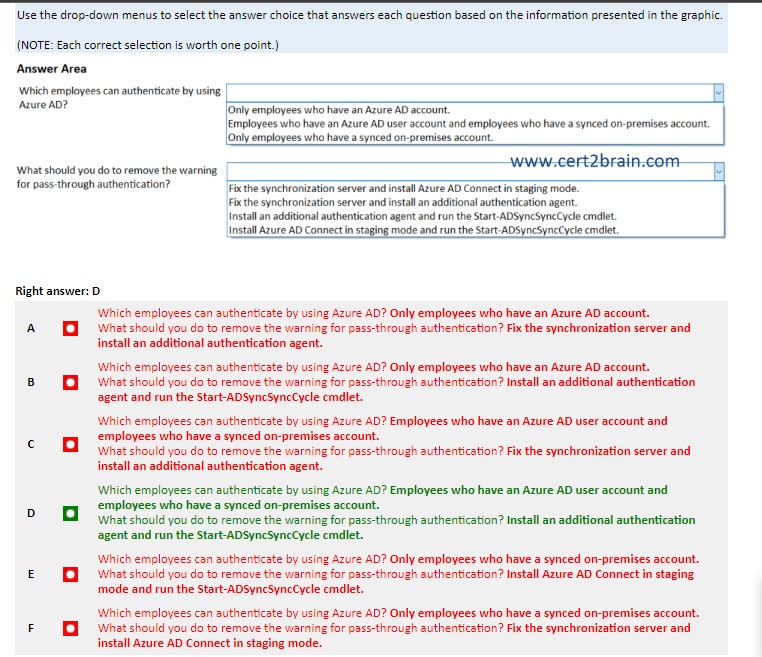 Use the drop-down menus to select the answer choice that answers each question based on the information presented in the graphic.
(NOTE: Each correct selection is worth one point.)
Answer Area
Which employees can authenticate by using
Azure AD?
Only employees who have an Azure AD account.
Employees who have an Azure AD user account and employees who have a synced on-premises account.
Only employees who have a synced on-premises account.
www.cert2brain.com
What should you do to remove the warning
for pass-through authentication?
Fix the synchronization server and install Azure AD Connect in staging mode.
Fix the synchronization server and install an additional authentication agent.
Install an additional authentication agent and run the Start-ADSyncSyncCycle cmdlet.
Install Azure AD Connect in staging mode and run the Start-ADSyncSyncCycle cmdlet.
Right answer: D
Which employees can authenticate by using Azure AD? Only employees who have an Azure AD account.
A What should you do to remove the warning for pass-through authentication? Fix the synchronization server and
install an additional authentication agent.
Which employees can authenticate by using Azure AD? Only employees who have an Azure AD account.
B What should you do to remove the warning for pass-through authentication? Install an additional authentication
agent and run the Start-ADSyncSyncCycle cmdlet.
Which employees can authenticate by using Azure AD? Employees who have an Azure AD user account and
employees who have a synced on-premises account.
C What should you do to remove the warning for pass-through authentication? Fix the synchronization server and
install an additional authentication agent.
Which employees can authenticate by using Azure AD? Employees who have an Azure AD user account and
employees who have a synced on-premises account.
D What should you do to remove the warning for pass-through authentication? Install an additional authentication
agent and run the Start-ADSyncSyncCycle cmdlet.
Which employees can authenticate by using Azure AD? Only employees who have a synced on-premises account.
E What should you do to remove the warning for pass-through authentication? Install Azure AD Connect in staging
mode and run the Start-ADSyncSyncCycle cmdlet.
Which employees can authenticate by using Azure AD? Only employees who have a synced on-premises account.
F What should you do to remove the warning for pass-through authentication? Fix the synchronization server and
install Azure AD Connect in staging mode.